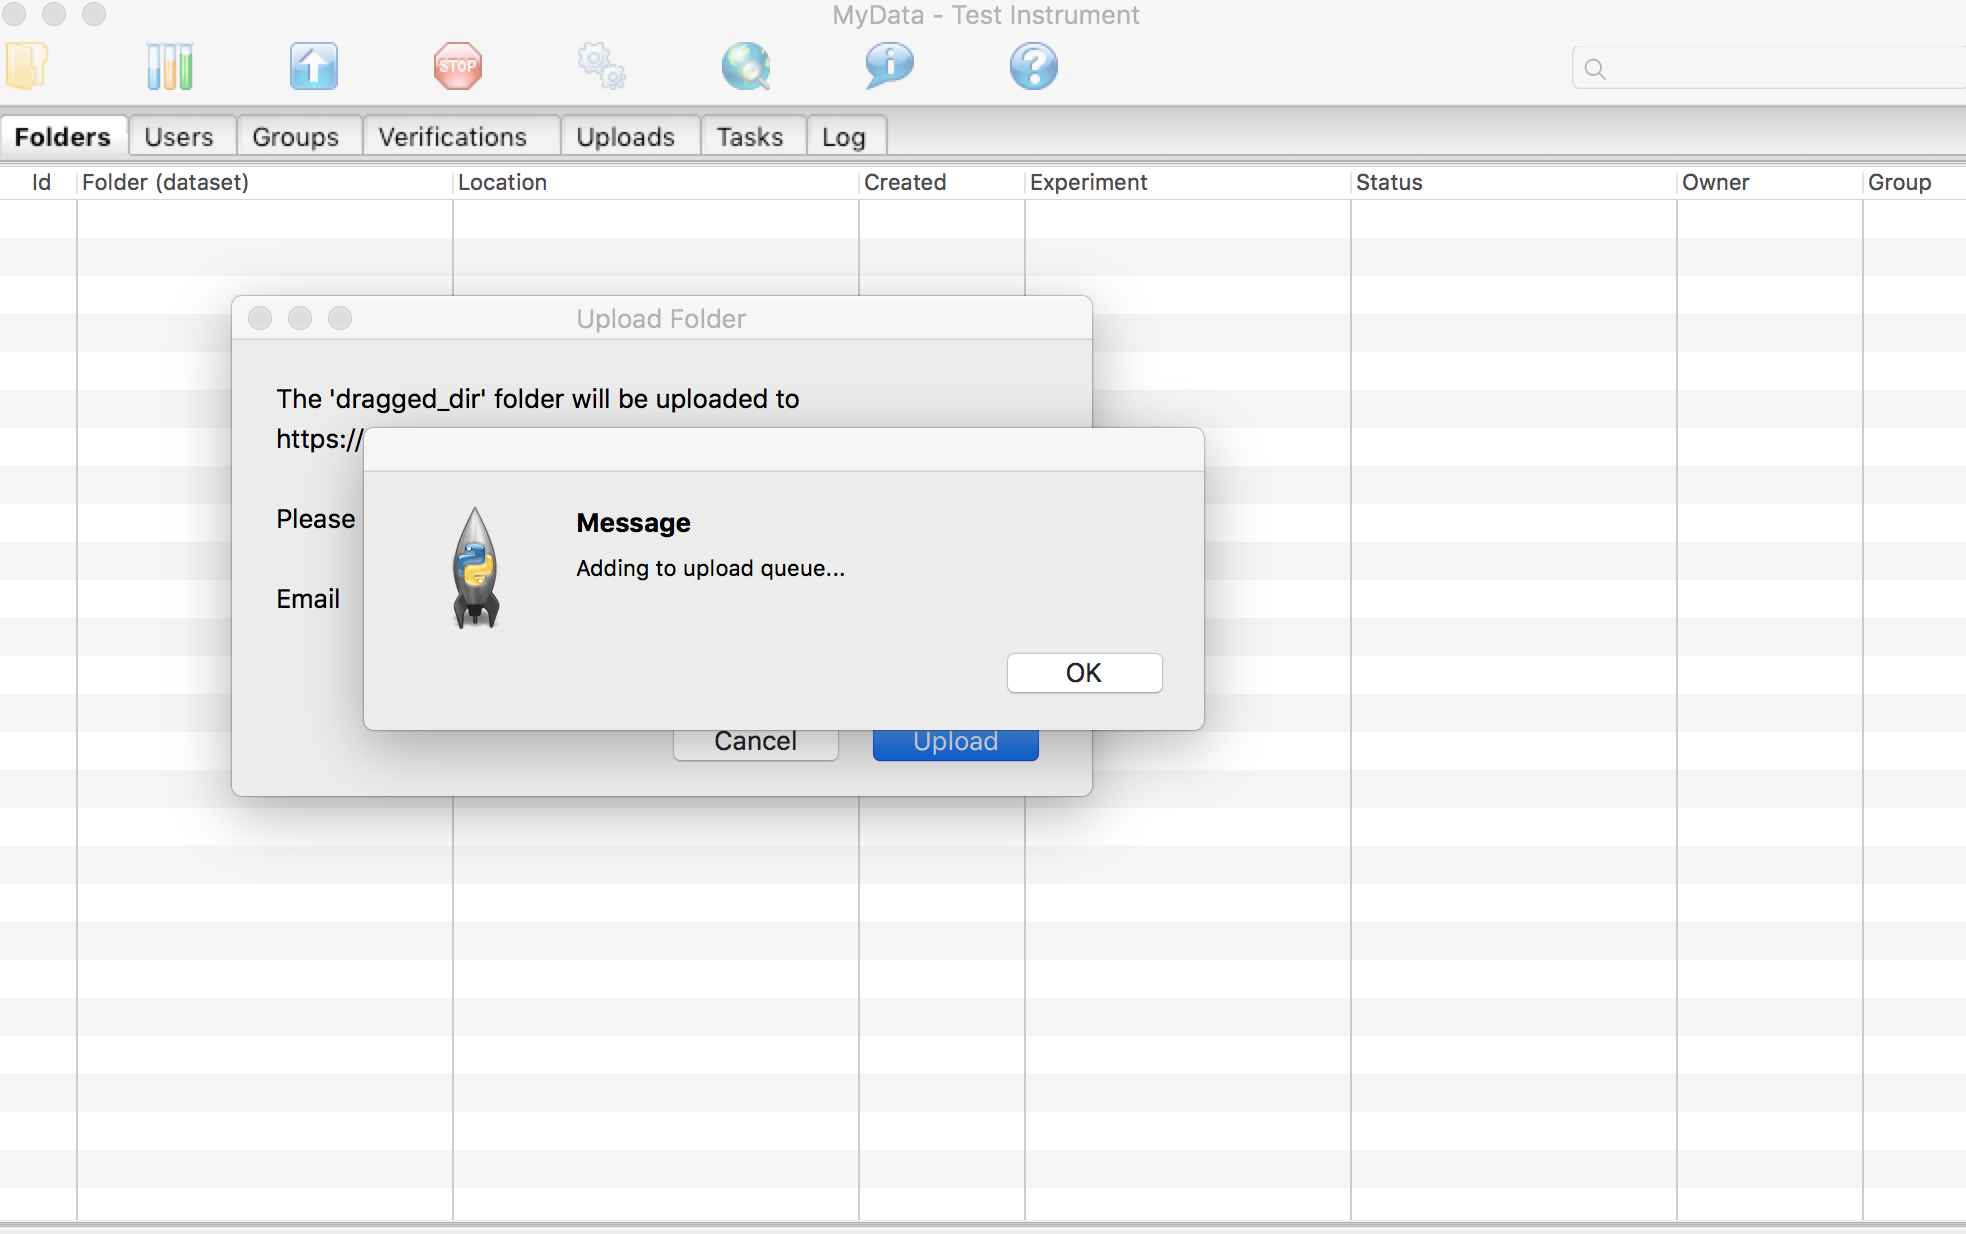 MyData - Test Instrument
STOP
Folders Users Groups Verifications Uploads Tasks Log
Id Folder (dataset) Location Created Experiment Status Owner Group
Upload Folder
The 'dragged_dir' folder will be uploaded to
https://
Please
Email
Message
Adding to upload queue...
OK
Cancel Upload